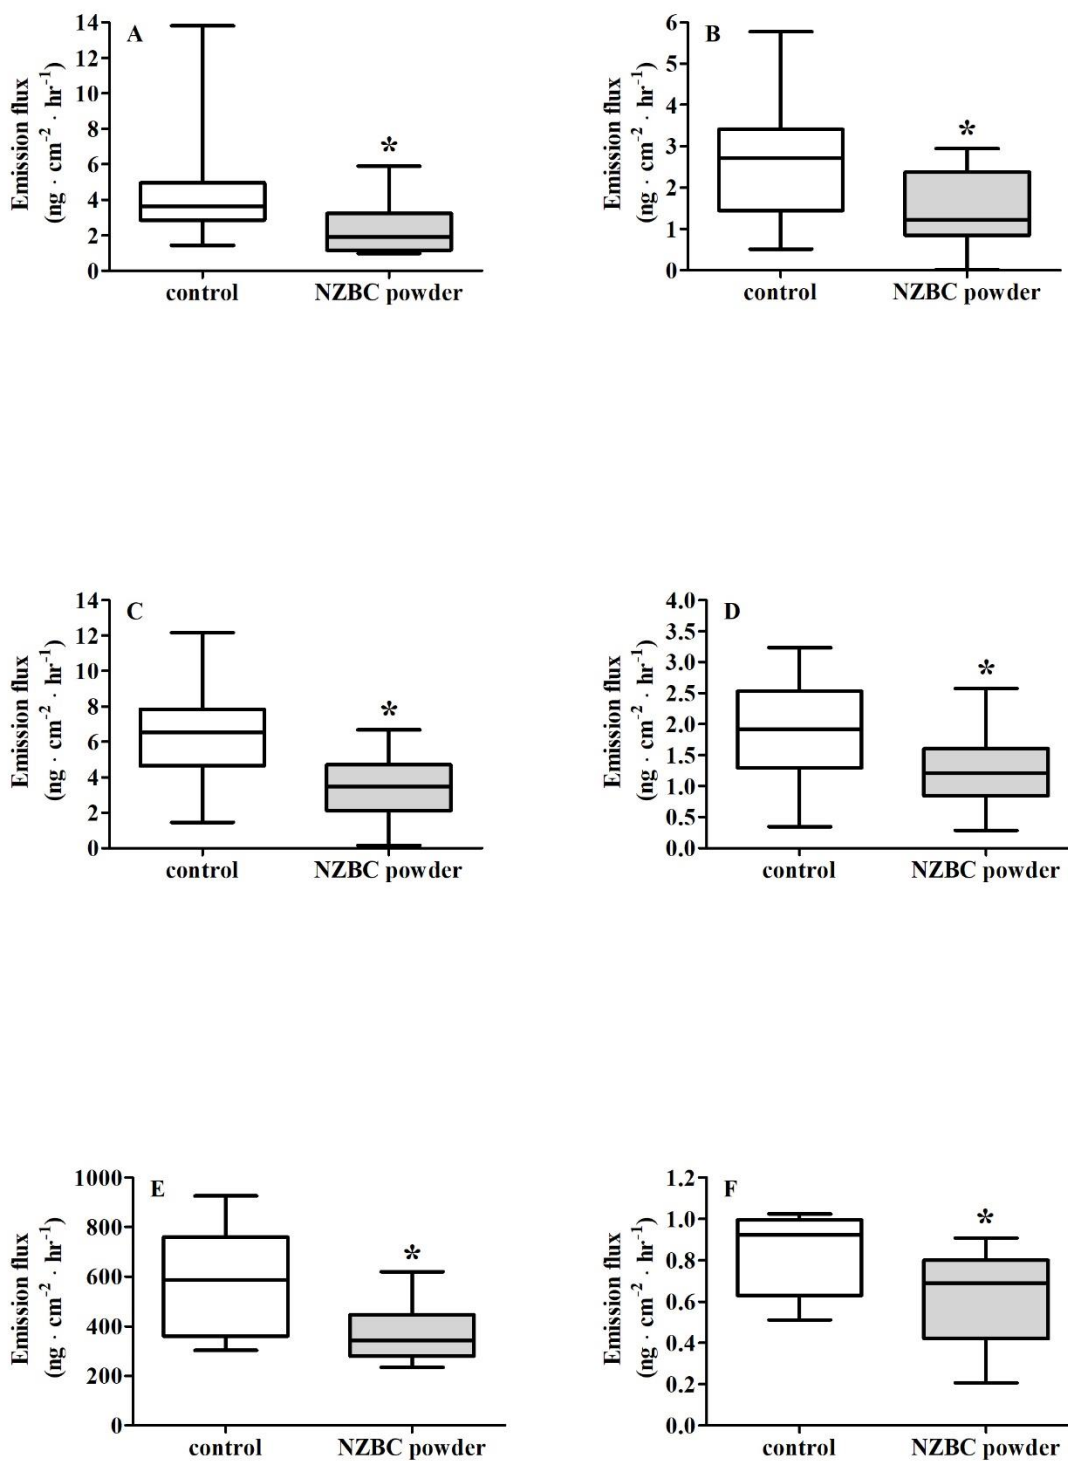 A
Emission flux
(ng · cm⁻² · hr⁻¹)
14
12
10
8
6
4
2
0
*
control
NZBC powder
B
Emission flux
(ng · cm⁻² · hr⁻¹)
6
5
4
3
2
1
0
*
control
NZBC powder
C
Emission flux
(ng · cm⁻² · hr⁻¹)
14
12
10
8
6
4
2
0
*
control
NZBC powder
D
Emission flux
(ng · cm⁻² · hr⁻¹)
4.0
3.5
3.0
2.5
2.0
1.5
1.0
0.5
0.0
*
control
NZBC powder
E
Emission flux
(ng · cm⁻² · hr⁻¹)
1000
800
600
400
200
0
*
control
NZBC powder
F
Emission flux
(ng · cm⁻² · hr⁻¹)
1.2
1.0
0.8
0.6
0.4
0.2
0.0
*
control
NZBC powder